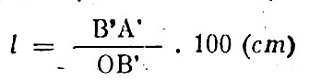 l = B'A' / OB' . 100 (cm)